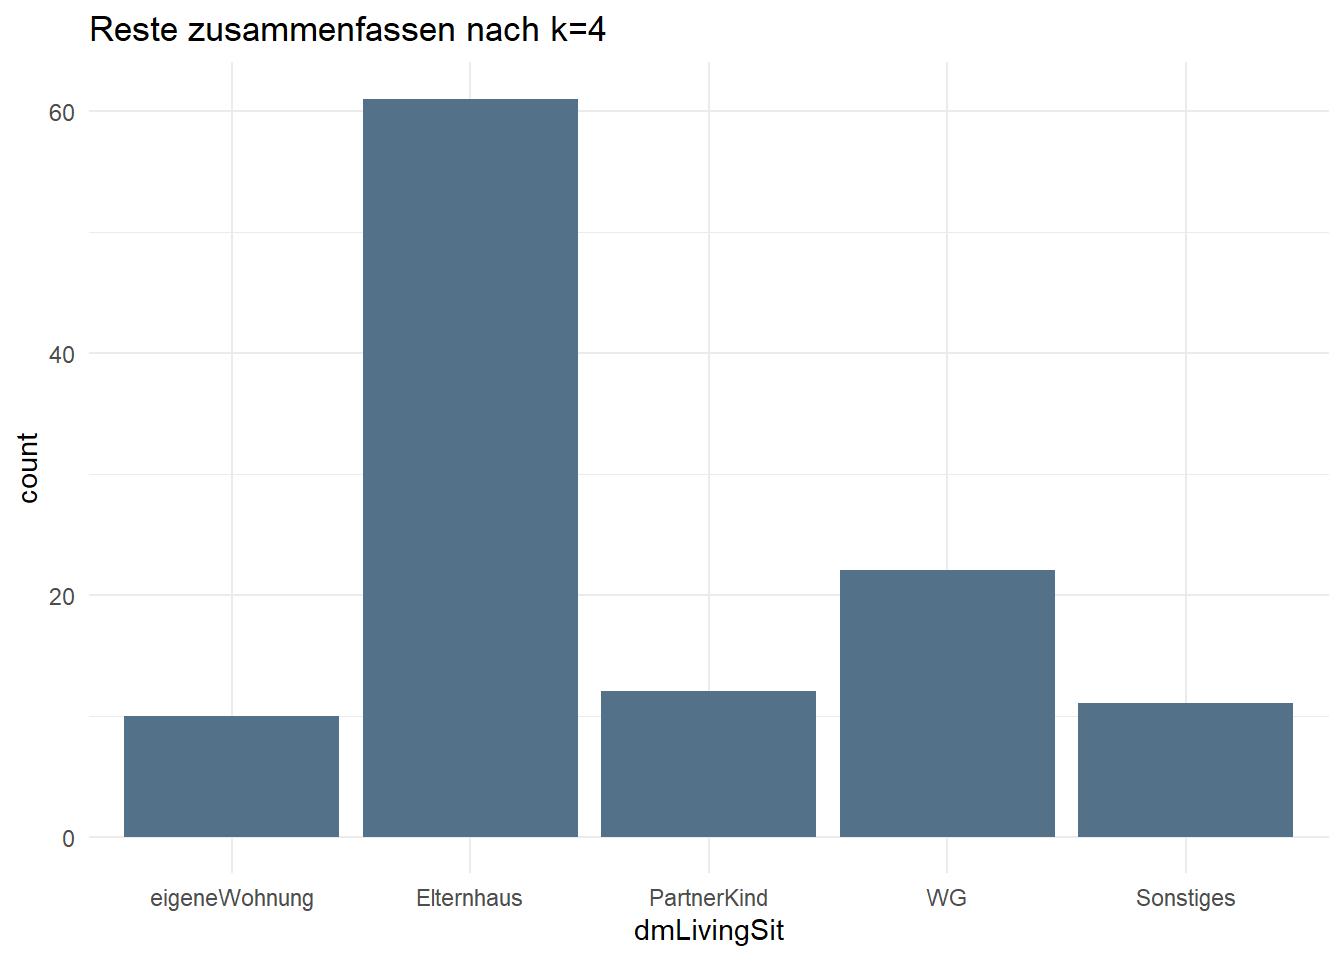 Reste zusammenfassen nach k=4
60
40
20
0
count
eigeneWohnung Elternhaus PartnerKind WG Sonstiges
dmLivingSit